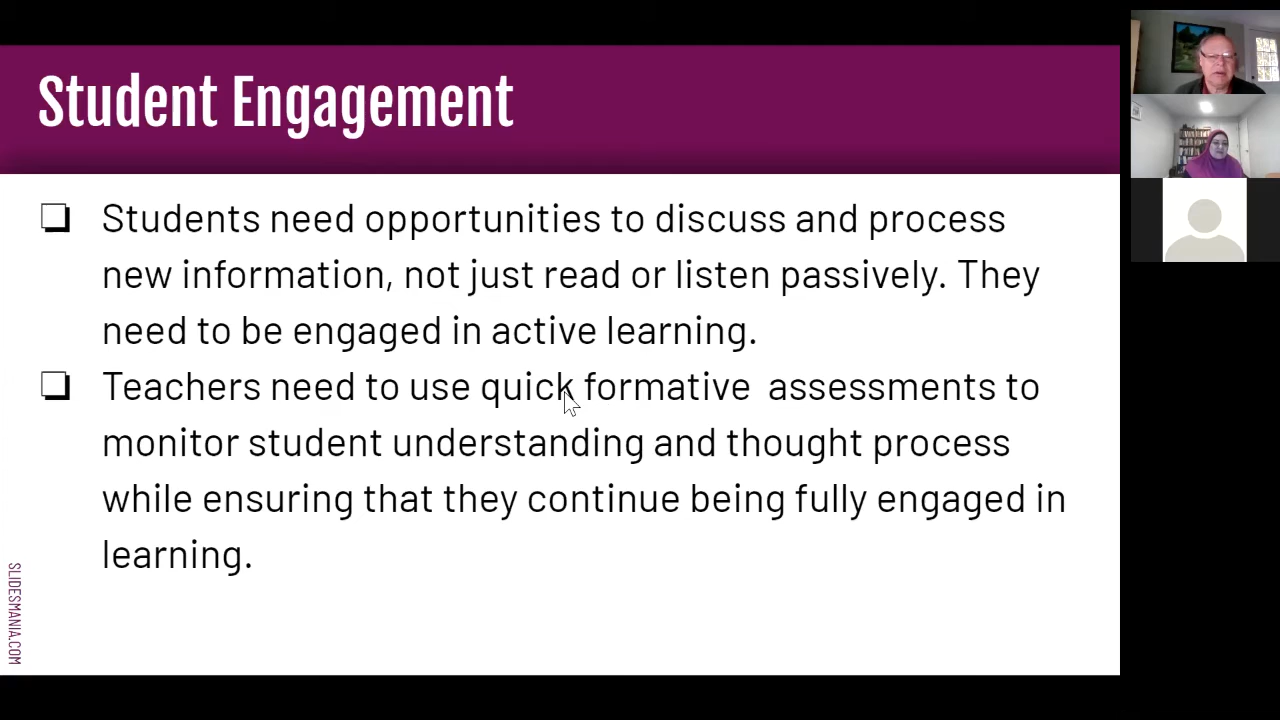 Student Engagement
Students need opportunities to discuss and process
new information, not just read or listen passively. They
need to be engaged in active learning.
Teachers need to use quick formative  assessments to
monitor student understanding and thought process
while ensuring that they continue being fully engaged in
learning.
SLIDESMANIA.COM